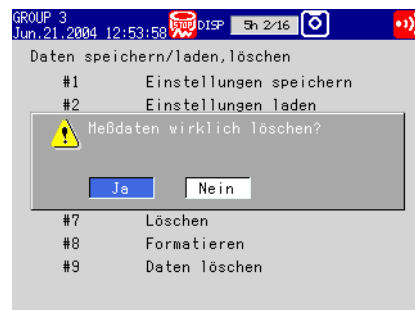 GROUP 3
Jun.21.2004 12:53:58 STOP DISP 5h 2/16
Daten speichern/laden,löschen
#1 Einstellungen speichern
#2 Einstellungen laden
Meßdaten wirklich löschen?
Ja Nein
#7 Löschen
#8 Formatieren
#9 Daten löschen